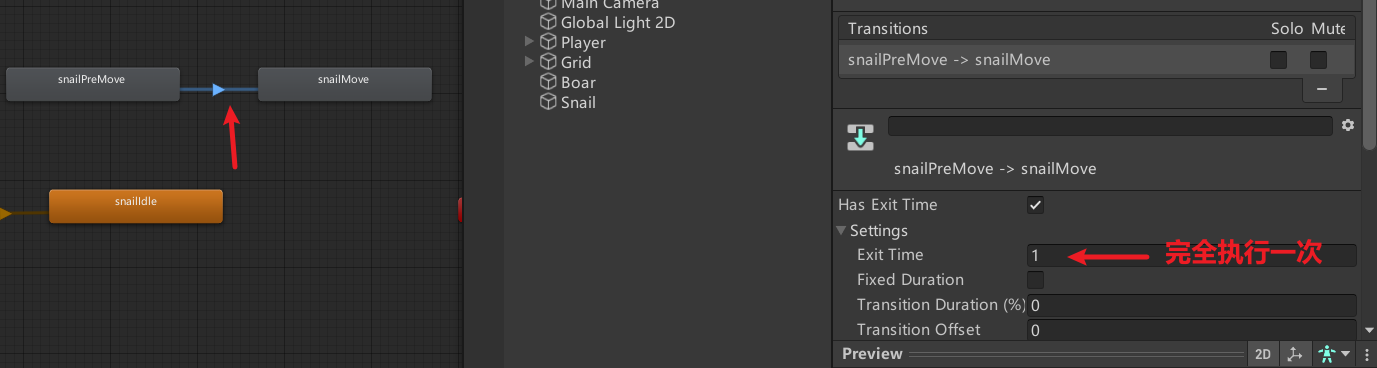 snailPreMove
snailMove
snailIdle
Main Camera
Global Light 2D
Player
Grid
Boar
Snail
Transitions
Solo Mute
snailPreMove -> snailMove
snailPreMove -> snailMove
Has Exit Time
Settings
Exit Time
1
完全执行一次
Fixed Duration
Transition Duration (%)
0
Transition Offset
0
Preview
2D